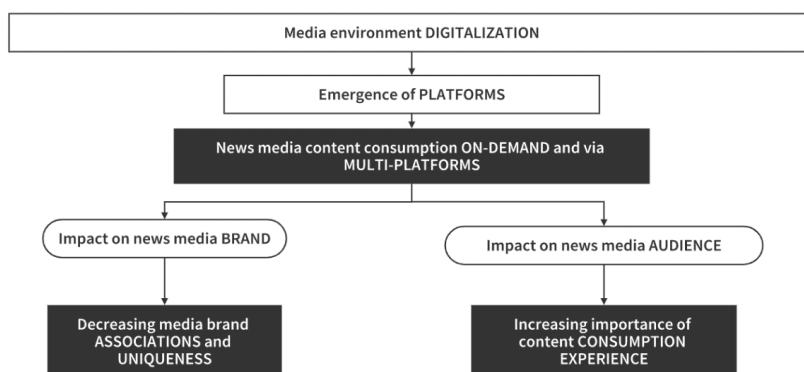 Media environment DIGITALIZATION
Emergence of PLATFORMS
News media content consumption ON-DEMAND and via
MULTI-PLATFORMS
Impact on news media BRAND
Impact on news media AUDIENCE
Decreasing media brand
ASSOCIATIONS and
UNIQUENESS
Increasing importance of
content CONSUMPTION
EXPERIENCE